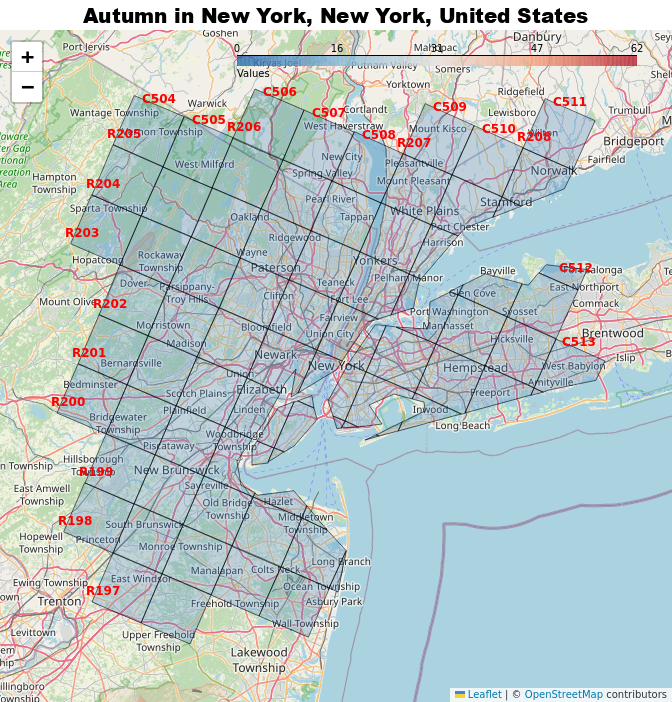 Autumn in New York, New York, United States
Goshen
Danbury
Port Jervis
0
16
31
47
62
Values
Yorktown
Somers
Ridgefield
Wantage Township
Warwick
Cortlandt
Lewisboro
Trumbull
C504
C505
C506
C507
C508
C509
C510
C511
R205
R206
R207
R208
West Haverstraw
Mount Kisco
Bridgeport
West Milford
New City
Pleasantville
Fairfield
Spring Valley
Mount Pleasant
Norwalk
Hampton
Township
R204
Pearl River
Stamford
Sparta Township
Oakland
Tappan
White Plains
Port Chester
R203
Ridgewood
Harrison
Hopatcong
Rockaway
Township
Wayne
Paterson
Yonkers
Bayville
C512
Dover
Parsippany-
Troy Hills
Teaneck
Pelham Manor
Glen Cove
East Northport
Mount Olive
R202
Clifton
Fort Lee
Port Washington
Syosset
Commack
Morristown
Bloomfield
Fairview
Union City
Manhasset
Hicksville
Brentwood
R201
Madison
Newark
C513
Islip
Bernardsville
Union
New York
Hempstead
West Babylon
Bedminster
Scotch Plains
Elizabeth
Freeport
Amityville
R200
Plainfield
Linden
Inwood
Bridgewater
Township
Long Beach
Woodbridge
Township
Piscataway
Hillsborough
Township
R199
New Brunswick
Sayreville
East Amwell
Township
Old Bridge
Township
Hazlet
R198
South Brunswick
Middletown
Township
Hopewell
Township
Princeton
Monroe Township
Long Branch
Ewing Township
East Windsor
Manalapan
Colts Neck
R197
Ocean Township
Trenton
Freehold Township
Asbury Park
Levittown
Upper Freehold
Township
Wall Township
Lakewood
Township
Leaflet | © OpenStreetMap contributors